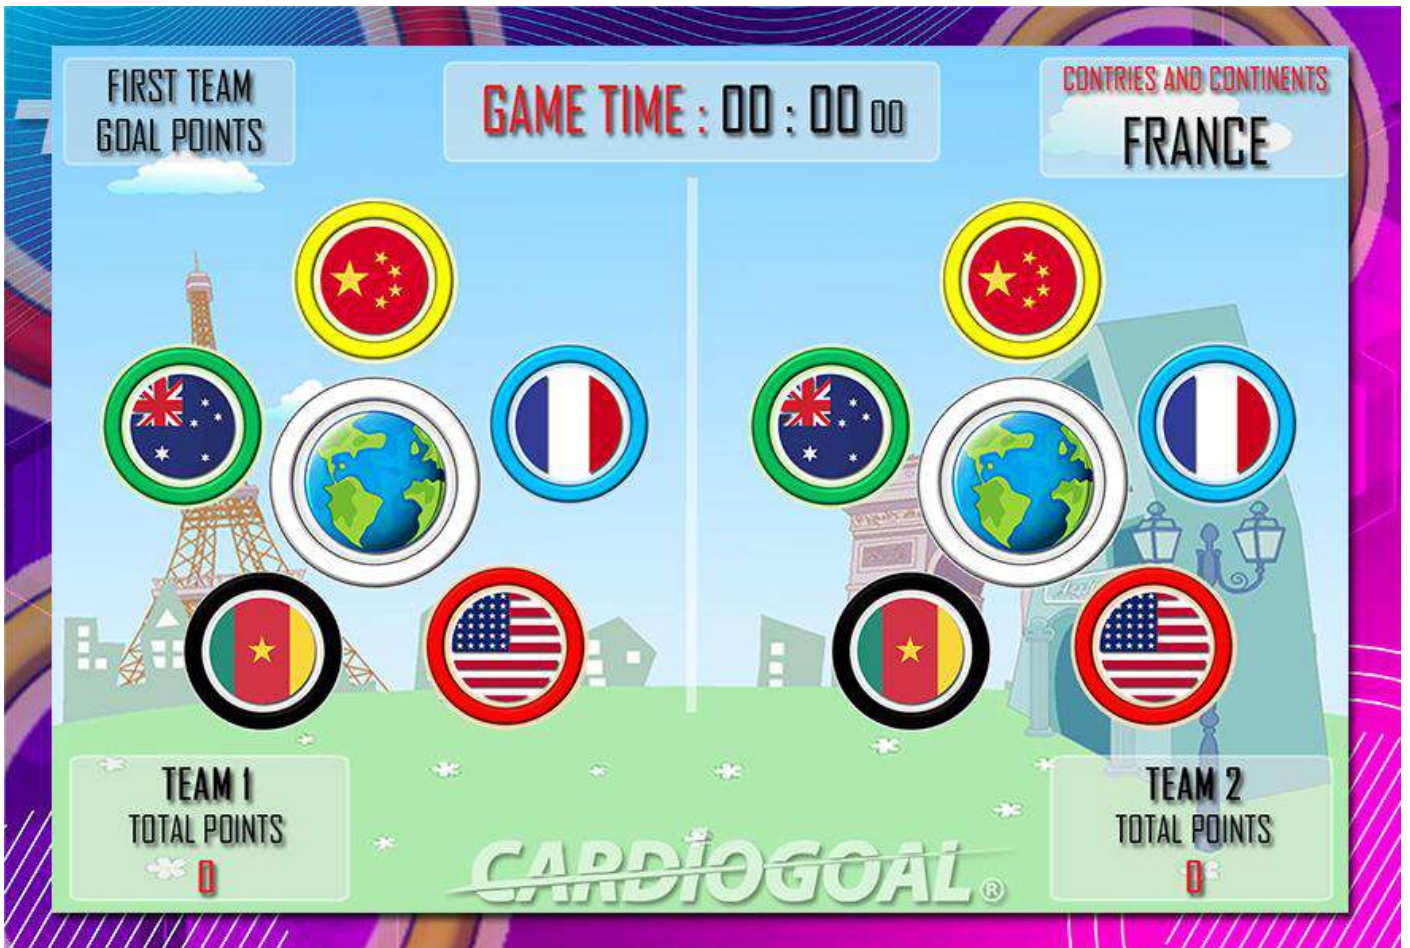 FIRST TEAM
GOAL POINTS
GAME TIME : 00 : 00 00
CONTRIES AND CONTINENTS
FRANCE
TEAM 1
TOTAL POINTS
0
TEAM 2
TOTAL POINTS
0
CARDIOGOAL®